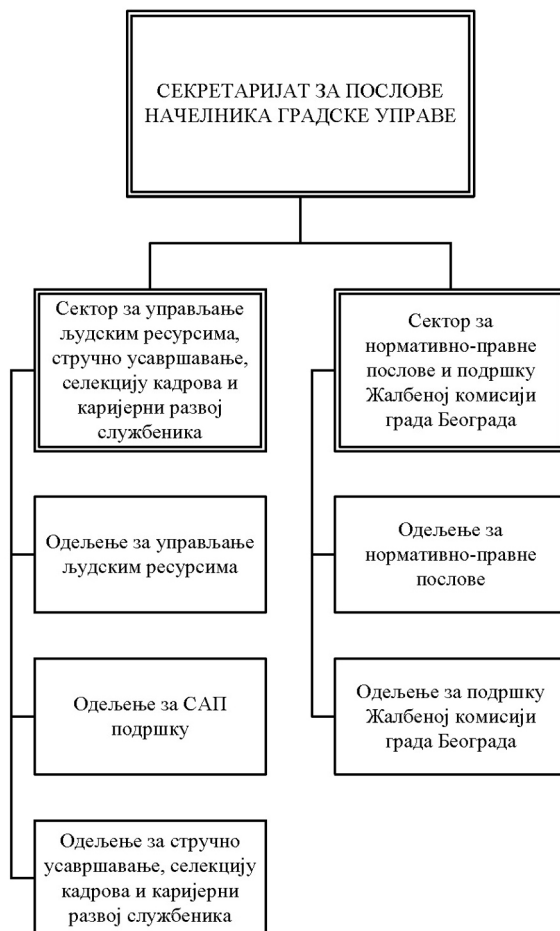 СЕКРЕТАРИЈАТ ЗА ПОСЛОВЕ
НАЧЕЛНИКА ГРАДСКЕ УПРАВЕ
Сектор за управљање
људским ресурсима,
стручно усавршавање,
селекцију кадрова и
каријерни развој
службеника
Одељење за управљање
људским ресурсима
Одељење за САП
подршку
Одељење за стручно
усавршавање, селекцију
кадрова и каријерни
развој службеника
Сектор за
нормативно-правне
послове и подршку
Жалбеној комисији
града Београда
Одељење за
нормативно-правне
послове
Одељење за подршку
Жалбеној комисији
града Београда